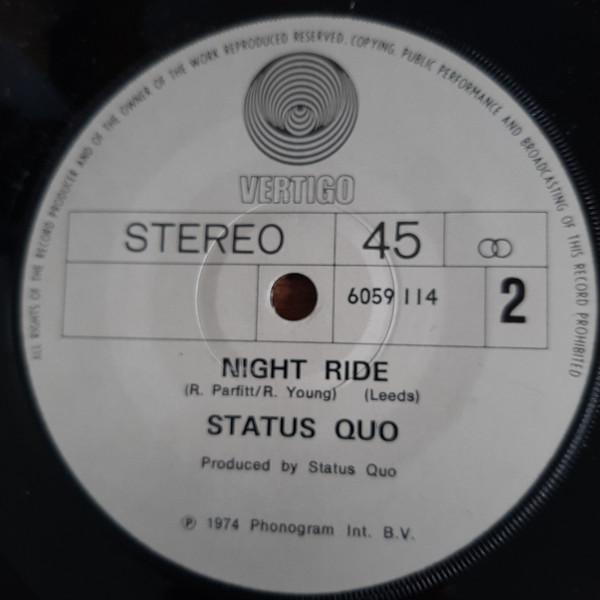 ALL RIGHTS OF THE RECORD PRODUCER AND OF THE OWNER OF THE WORK REPRODUCED RESERVED. COPYING, PUBLIC PERFORMANCE AND BROADCASTING OF THIS RECORD PROHIBITED
VERTIGO
STEREO 45
6059 114 2
NIGHT RIDE
(R. Parfitt/R. Young) (Leeds)
STATUS QUO
Produced by Status Quo
℗ 1974 Phonogram Int. B.V.